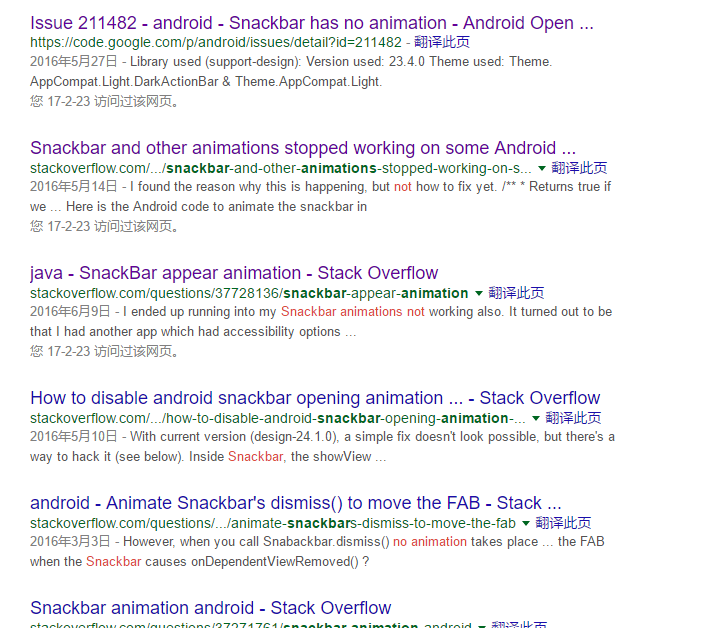 Issue 211482 - android - Snackbar has no animation - Android Open ...
https://code.google.com/p/android/issues/detail?id=211482 - 翻译此页
2016年5月27日 - Library used (support-design): Version used: 23.4.0 Theme used: Theme.
AppCompat.Light.DarkActionBar & Theme.AppCompat.Light.
您 17-2-23 访问过该网页。
Snackbar and other animations stopped working on some Android ...
stackoverflow.com/.../snackbar-and-other-animations-stopped-working-on-s... 翻译此页
2016年5月14日 - I found the reason why this is happening, but not how to fix yet. /** * Returns true if
we ... Here is the Android code to animate the snackbar in
您 17-2-23 访问过该网页。
java - SnackBar appear animation - Stack Overflow
stackoverflow.com/questions/37728136/snackbar-appear-animation 翻译此页
2016年6月9日 - I ended up running into my Snackbar animations not working also. It turned out to be
that I had another app which had accessibility options ...
您 17-2-23 访问过该网页。
How to disable android snackbar opening animation ... - Stack Overflow
stackoverflow.com/.../how-to-disable-android-snackbar-opening-animation-... 翻译此页
2016年5月10日 - With current version (design-24.1.0), a simple fix doesn't look possible, but there's a
way to hack it (see below). Inside Snackbar, the showView ...
android - Animate Snackbar's dismiss() to move the FAB - Stack ...
stackoverflow.com/questions/.../animate-snackbars-dismiss-to-move-the-fab 翻译此页
2016年3月3日 - However, when you call Snabackbar.dismiss() no animation takes place ... the FAB
when the Snackbar causes onDependentViewRemoved() ?
Snackbar animation android - Stack Overflow
stackoverflow.com/questions/37271761/snackbar-animation-android 翻译此页